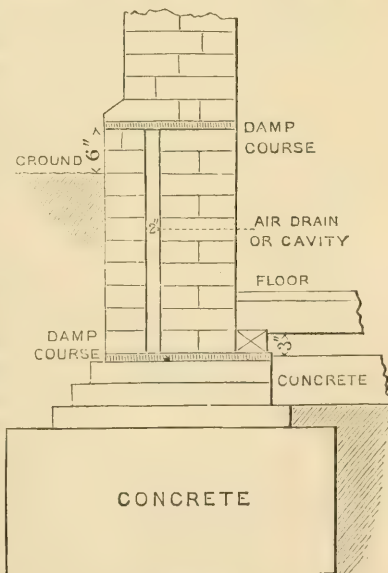 DAMP
COURSE
GROUND
6"
2"
AIR DRAIN
OR CAVITY
FLOOR
DAMP
COURSE
3"
CONCRETE
CONCRETE